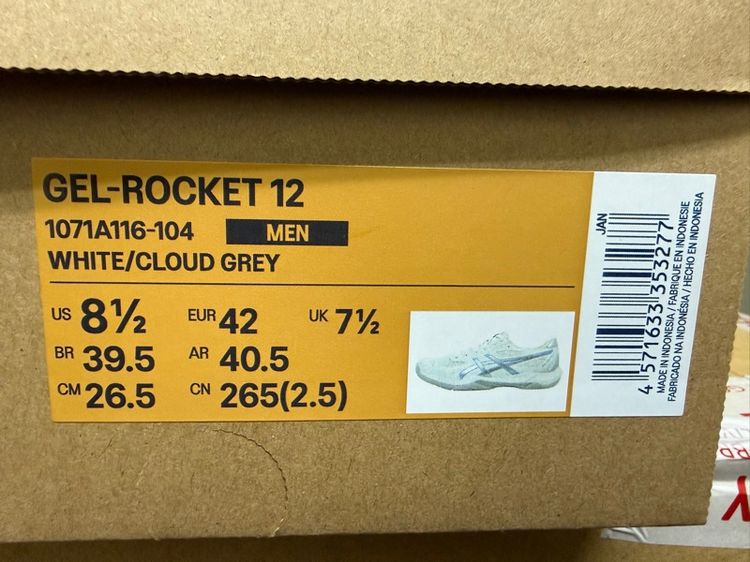 GEL-ROCKET 12
1071A116-104 MEN
WHITE/CLOUD GREY
US 8½ EUR 42 UK 7½
BR 39.5 AR 40.5
CM 26.5 CN 265(2.5)
JAN
4 571633 353277
MADE IN INDONESIA / FABRIQUE EN INDONESIE
FABRICADO NA INDONÉSIA / HECHO EN INDONESIA